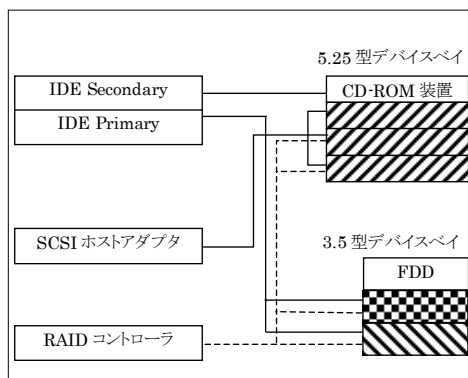 5.25 型デバイスベイ
IDE Secondary
CD-ROM 装置
IDE Primary
SCSI ホストアダプタ
3.5 型デバイスベイ
FDD
RAID コントローラ